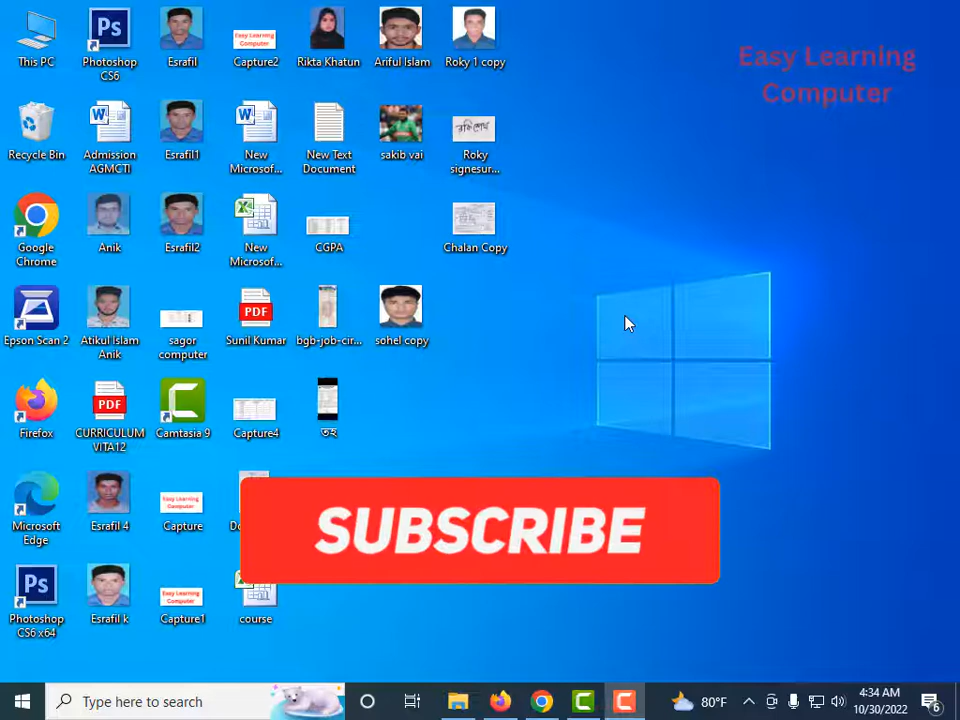 Easy Learning
Computer
This PC
Photoshop
CS6
Esrafil
Capture2
Rikta Khatun
Ariful Islam
Roky 1 copy
Recycle Bin
Admission
AGMCTI
Esrafil1
New
Microsof...
New Text
Document
sakib vai
Roky
signesur...
Google
Chrome
Anik
Esrafil2
New
Microsof...
CGPA
Chalan Copy
Epson Scan 2
Atikul Islam
Anik
sagor
computer
PDF
Sunil Kumar
bgb-job-cir...
sohel copy
Firefox
PDF
CURRICULUM
VITA12
Camtasia 9
Capture4
তহ
Microsoft
Edge
Esrafil 4
Capture
SUBSCRIBE
Photoshop
CS6 x64
Esrafil k
Capture1
course
Type here to search
80°F
4:34 AM
10/30/2022
6